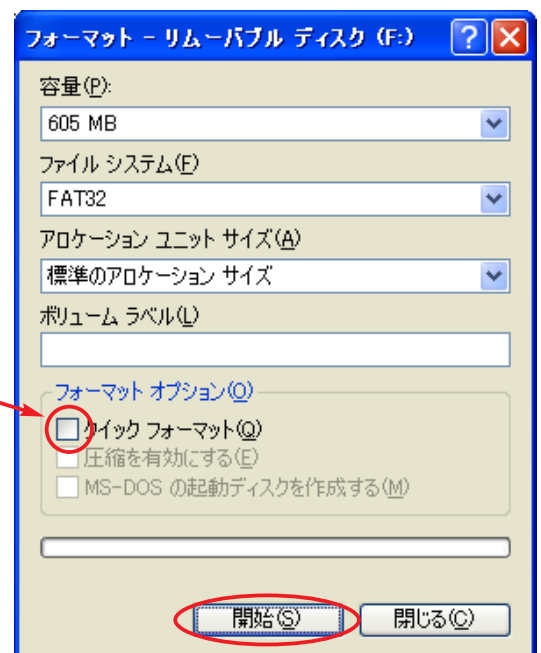 フォーマット - リムーバブル ディスク (F:)
容量(P):
605 MB
ファイル システム(F)
FAT32
アロケーション ユニット サイズ(A)
標準のアロケーション サイズ
ボリューム ラベル(L)
フォーマット オプション(O)
クイック フォーマット(Q)
圧縮を有効にする(E)
MS-DOS の起動ディスクを作成する(M)
開始(S)
閉じる(C)